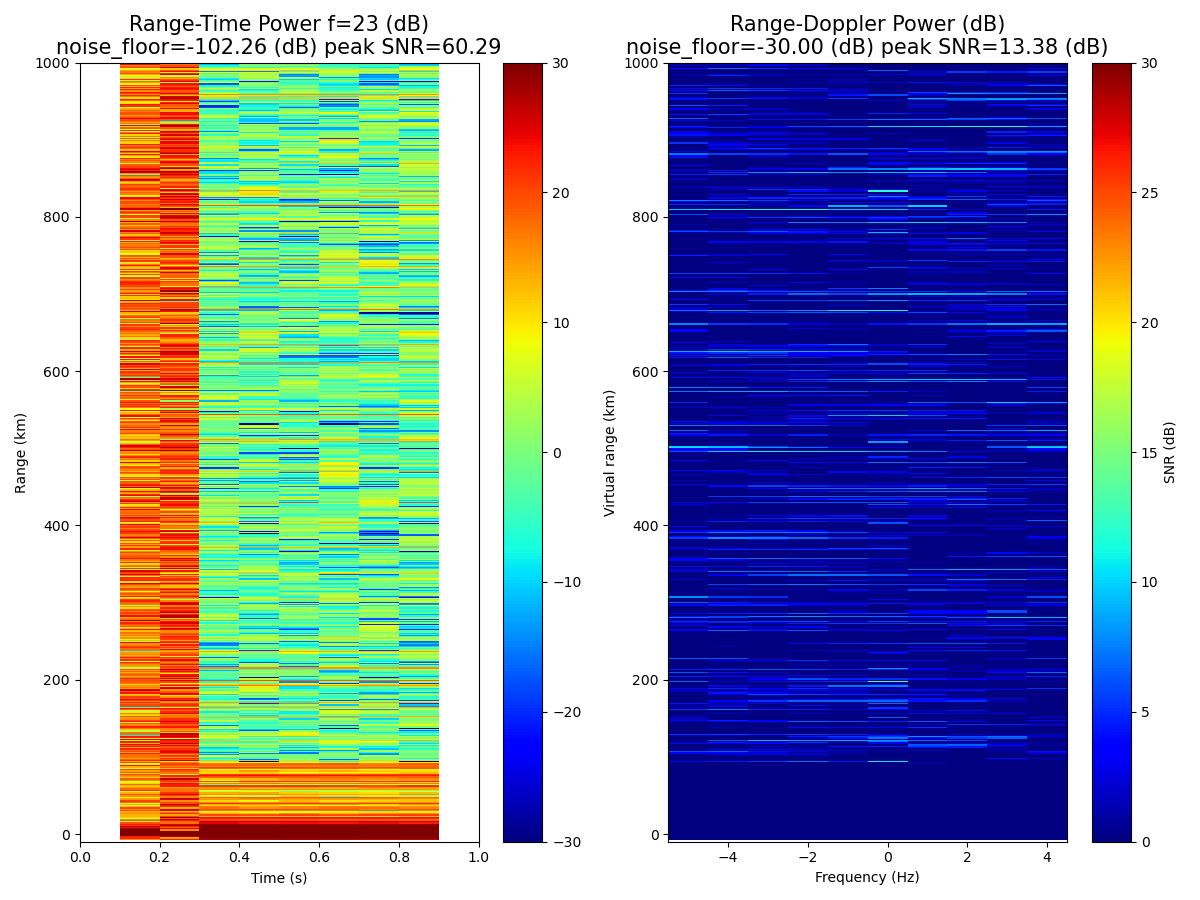 Range-Time Power f=23 (dB)
noise_floor=-102.26 (dB) peak SNR=60.29
1000
800
600
400
200
0
Range (km)
0.0 0.2 0.4 0.6 0.8 1.0
Time (s)
30
20
10
0
−10
−20
−30
Range-Doppler Power (dB)
noise_floor=-30.00 (dB) peak SNR=13.38 (dB)
1000
800
600
400
200
0
Virtual range (km)
−4 −2 0 2 4
Frequency (Hz)
30
25
20
15
10
5
0
SNR (dB)